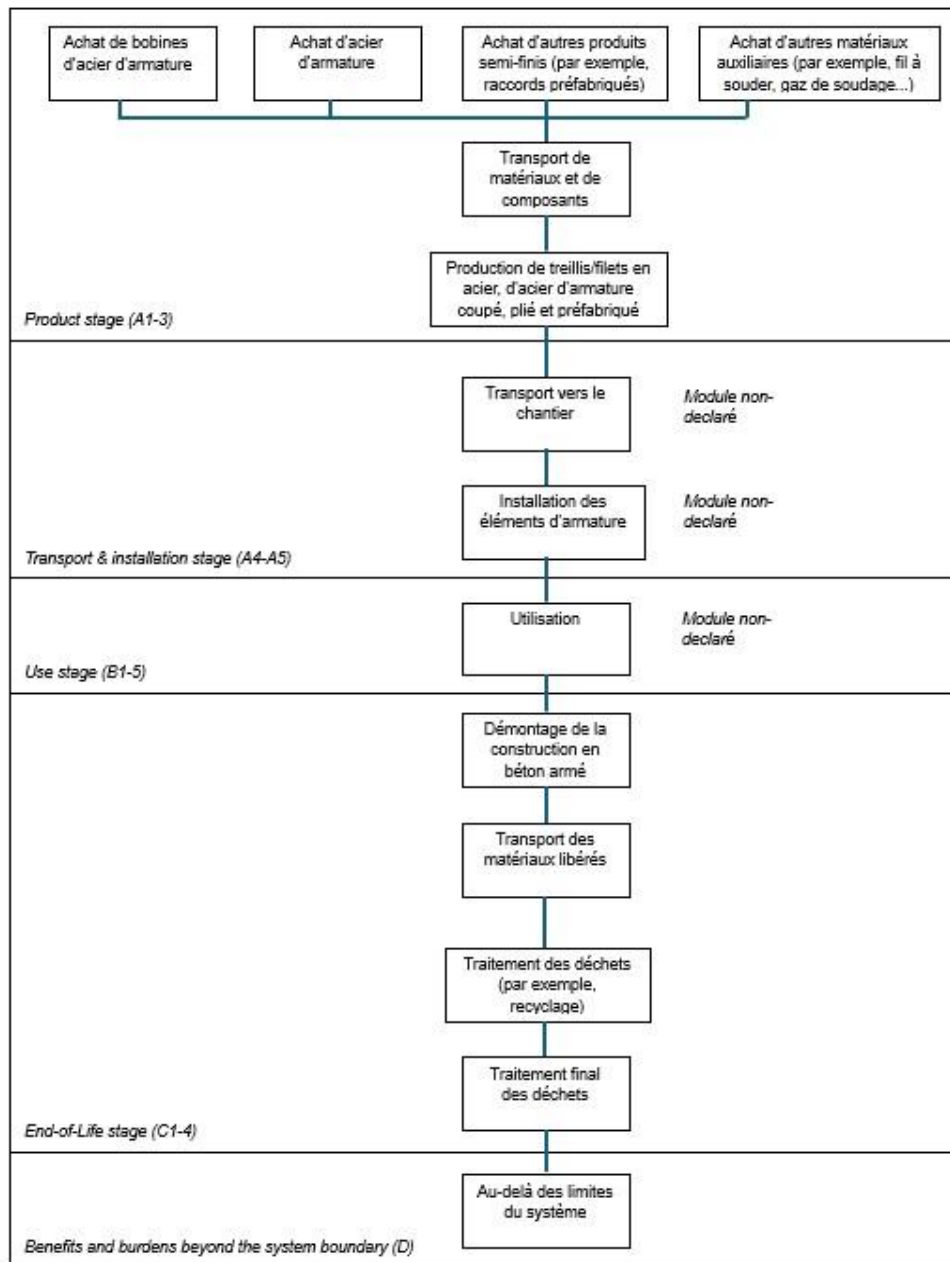 Achat de bobines
d'acier d'armature
Achat d'acier
d'armature
Achat d'autres produits
semi-finis (par exemple,
raccords préfabriqués)
Achat d'autres matériaux
auxiliaires (par exemple, fil à
souder, gaz de soudage...)
Transport de
matériaux et de
composants
Production de treillis/filets en
acier, d'acier d'armature
coupé, plié et préfabriqué
Product stage (A1-3)
Transport vers le
chantier
Module non-
declaré
Installation des
éléments d'armature
Module non-
declaré
Transport & installation stage (A4-A5)
Utilisation
Module non-
declaré
Use stage (B1-5)
Démontage de la
construction en
béton armé
Transport des
matériaux libérés
Traitement des déchets
(par exemple,
recyclage)
Traitement final
des déchets
End-of-Life stage (C1-4)
Au-delà des limites
du système
Benefits and burdens beyond the system boundary (D)